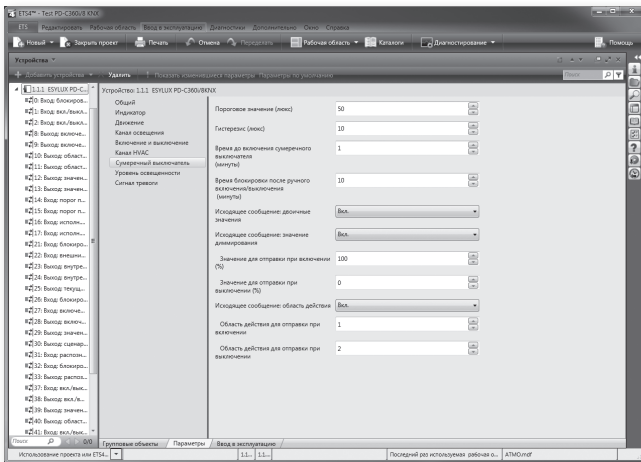 ETS4™ - Test PD-C360i/8 KNX
ETS Редактировать Рабочая область Ввод в эксплуатацию Диагностики Дополнительно Окно Справка
Новый Закрыть проект Печать Отмена Переделать Рабочая область Каталоги Диагностирование Помощь
Устройства
Добавить устройства Удалить Показать изменившиеся параметры Параметры по умолчанию Поиск
1.1.1 ESYLUX PD-C...
0: Вход: блокиров...
1: Вход: вкл./выкл...
2: Вход: вкл./выкл...
8: Выход: включе...
9: Выход: включе...
10: Выход: област...
11: Выход: област...
12: Выход: значен...
13: Выход: значен...
14: Вход: порог п...
15: Вход: порог п...
16: Вход: исполн...
17: Вход: исполн...
21: Вход: блокиро...
22: Вход: внешни...
23: Выход: внутре...
24: Выход: внутре...
25: Выход: текущ...
26: Вход: блокиро...
27: Вход: включе...
28: Выход: включ...
29: Выход: значен...
30: Выход: сценар...
31: Вход: распозн...
32: Вход: блокиро...
33: Выход: распоз...
37: Вход: вкл./вык...
38: Выход: вкл./в...
39: Выход: значен...
40: Выход: област...
41: Вход: вкл./вык...
Поиск 0/0
Устройство: 1.1.1 ESYLUX PD-C360i/8KNX
Общий
Индикатор
Движение
Канал освещения
Включение и выключение
Канал HVAC
Сумеречный выключатель
Уровень освещенности
Сигнал тревоги
Пороговое значение (люкс) 50
Гистерезис (люкс) 10
Время до включения сумеречного выключателя (минуты) 1
Время блокировки после ручного включения/выключения (минуты) 10
Исходящее сообщение: двоичные значения Вкл.
Исходящее сообщение: значение диммирования Вкл.
Значения для отправки при включении (%) 100
Значение для отправки при выключении (%) 0
Исходящее сообщение: область действия Вкл.
Область действия для отправки при включении 1
Область действия для отправки при выключении 2
Групповые объекты Параметры Ввод в эксплуатацию
Использование проекта или ETS4... 1.1... 1.1... Последний раз используемая рабочая о... ATMO.mdf